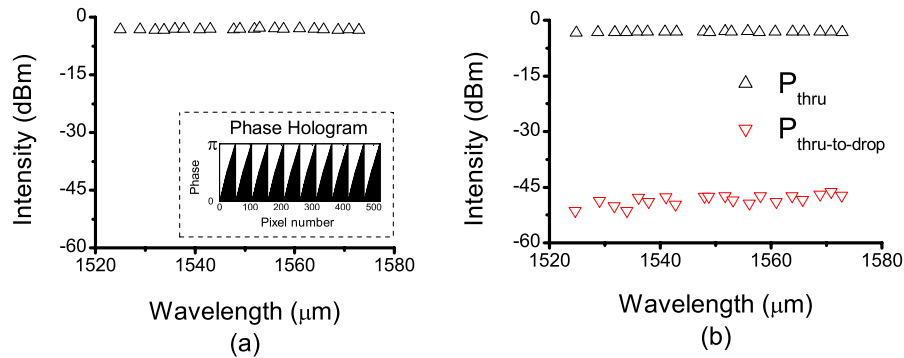 0
-15
-30
-45
-60
Intensity (dBm)
Phase Hologram
π
0
Phase
0 100 200 300 400 500
Pixel number
1520 1540 1560 1580
Wavelength (μm)
(a)
0
-15
-30
-45
-60
Intensity (dBm)
P thru
P thru-to-drop
1520 1540 1560 1580
Wavelength (μm)
(b)